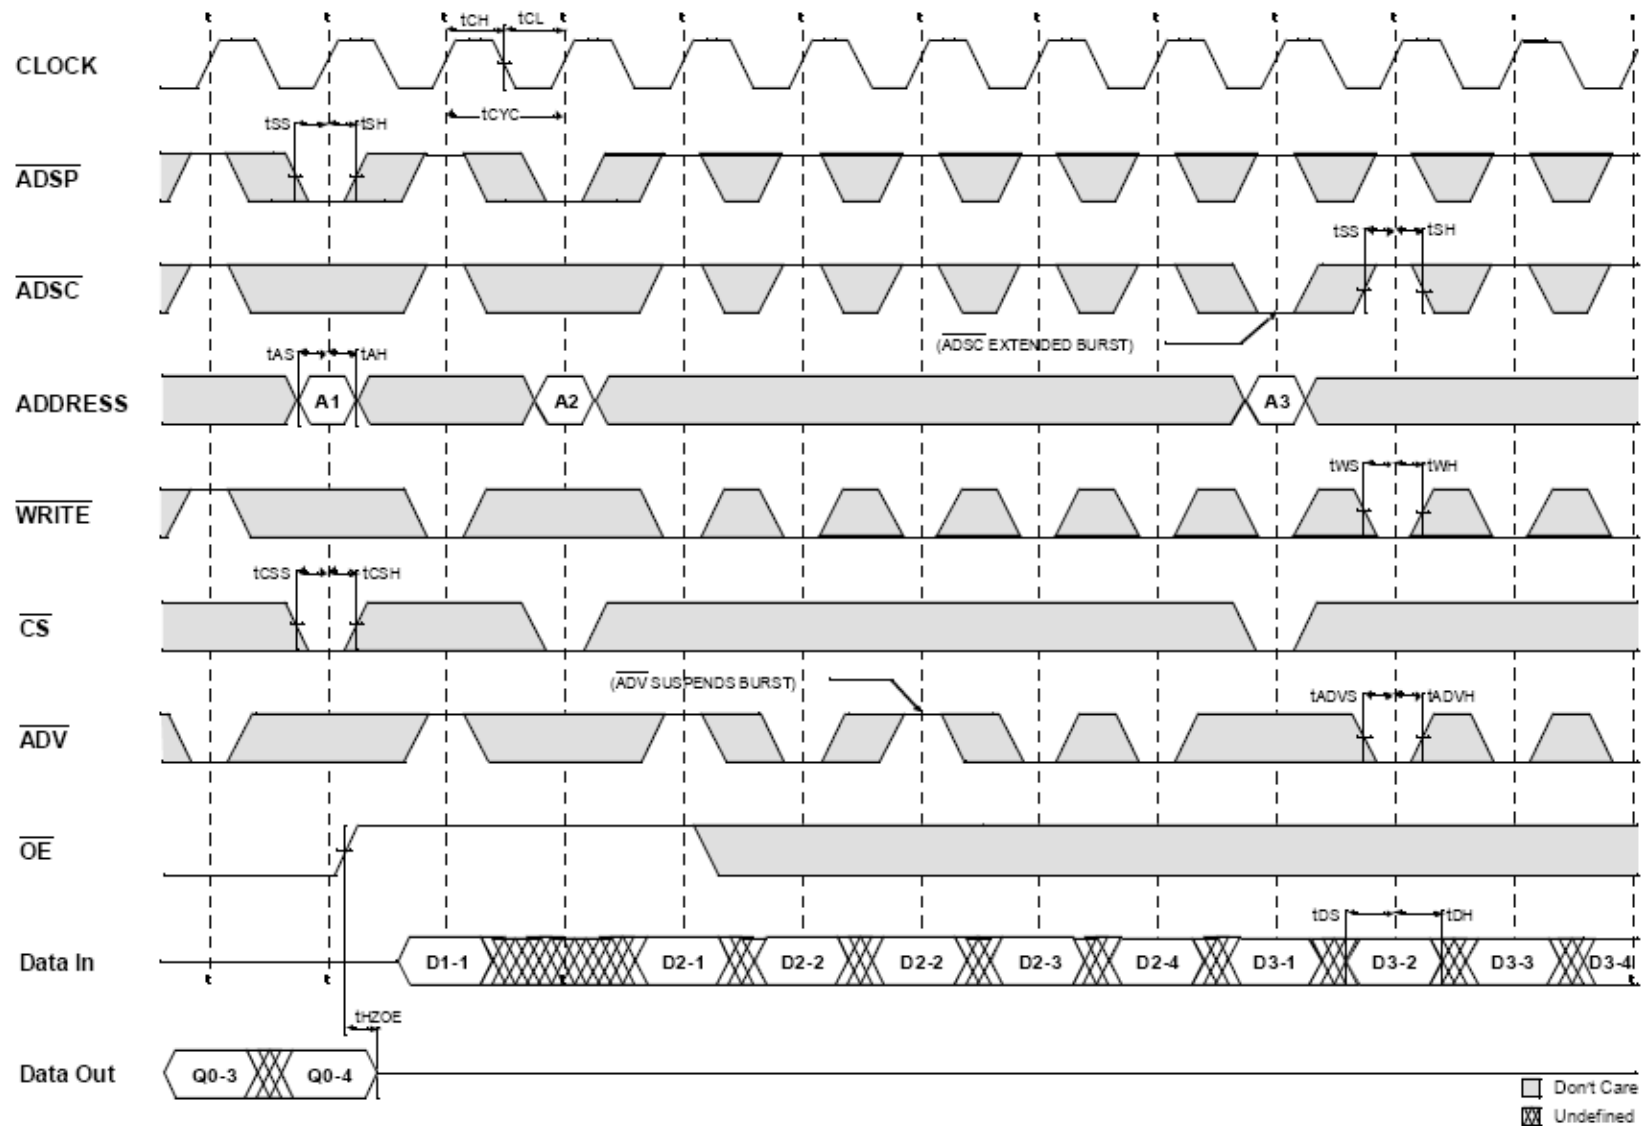 tCH tCL
CLOCK
tCYC
tSS tSH
ADSP
tSS tSH
ADSC
(ADSC EXTENDED BURST)
tAS tAH
ADDRESS A1 A2 A3
tWS tWH
WRITE
tCSS tCSH
CS
(ADV SUSPENDS BURST)
tADVS tADVH
ADV
OE
tDS tDH
Data In D1-1 D2-1 D2-2 D2-2 D2-3 D2-4 D3-1 D3-2 D3-3 D3-4
tHZOE
Data Out Q0-3 Q0-4
Don't Care
Undefined